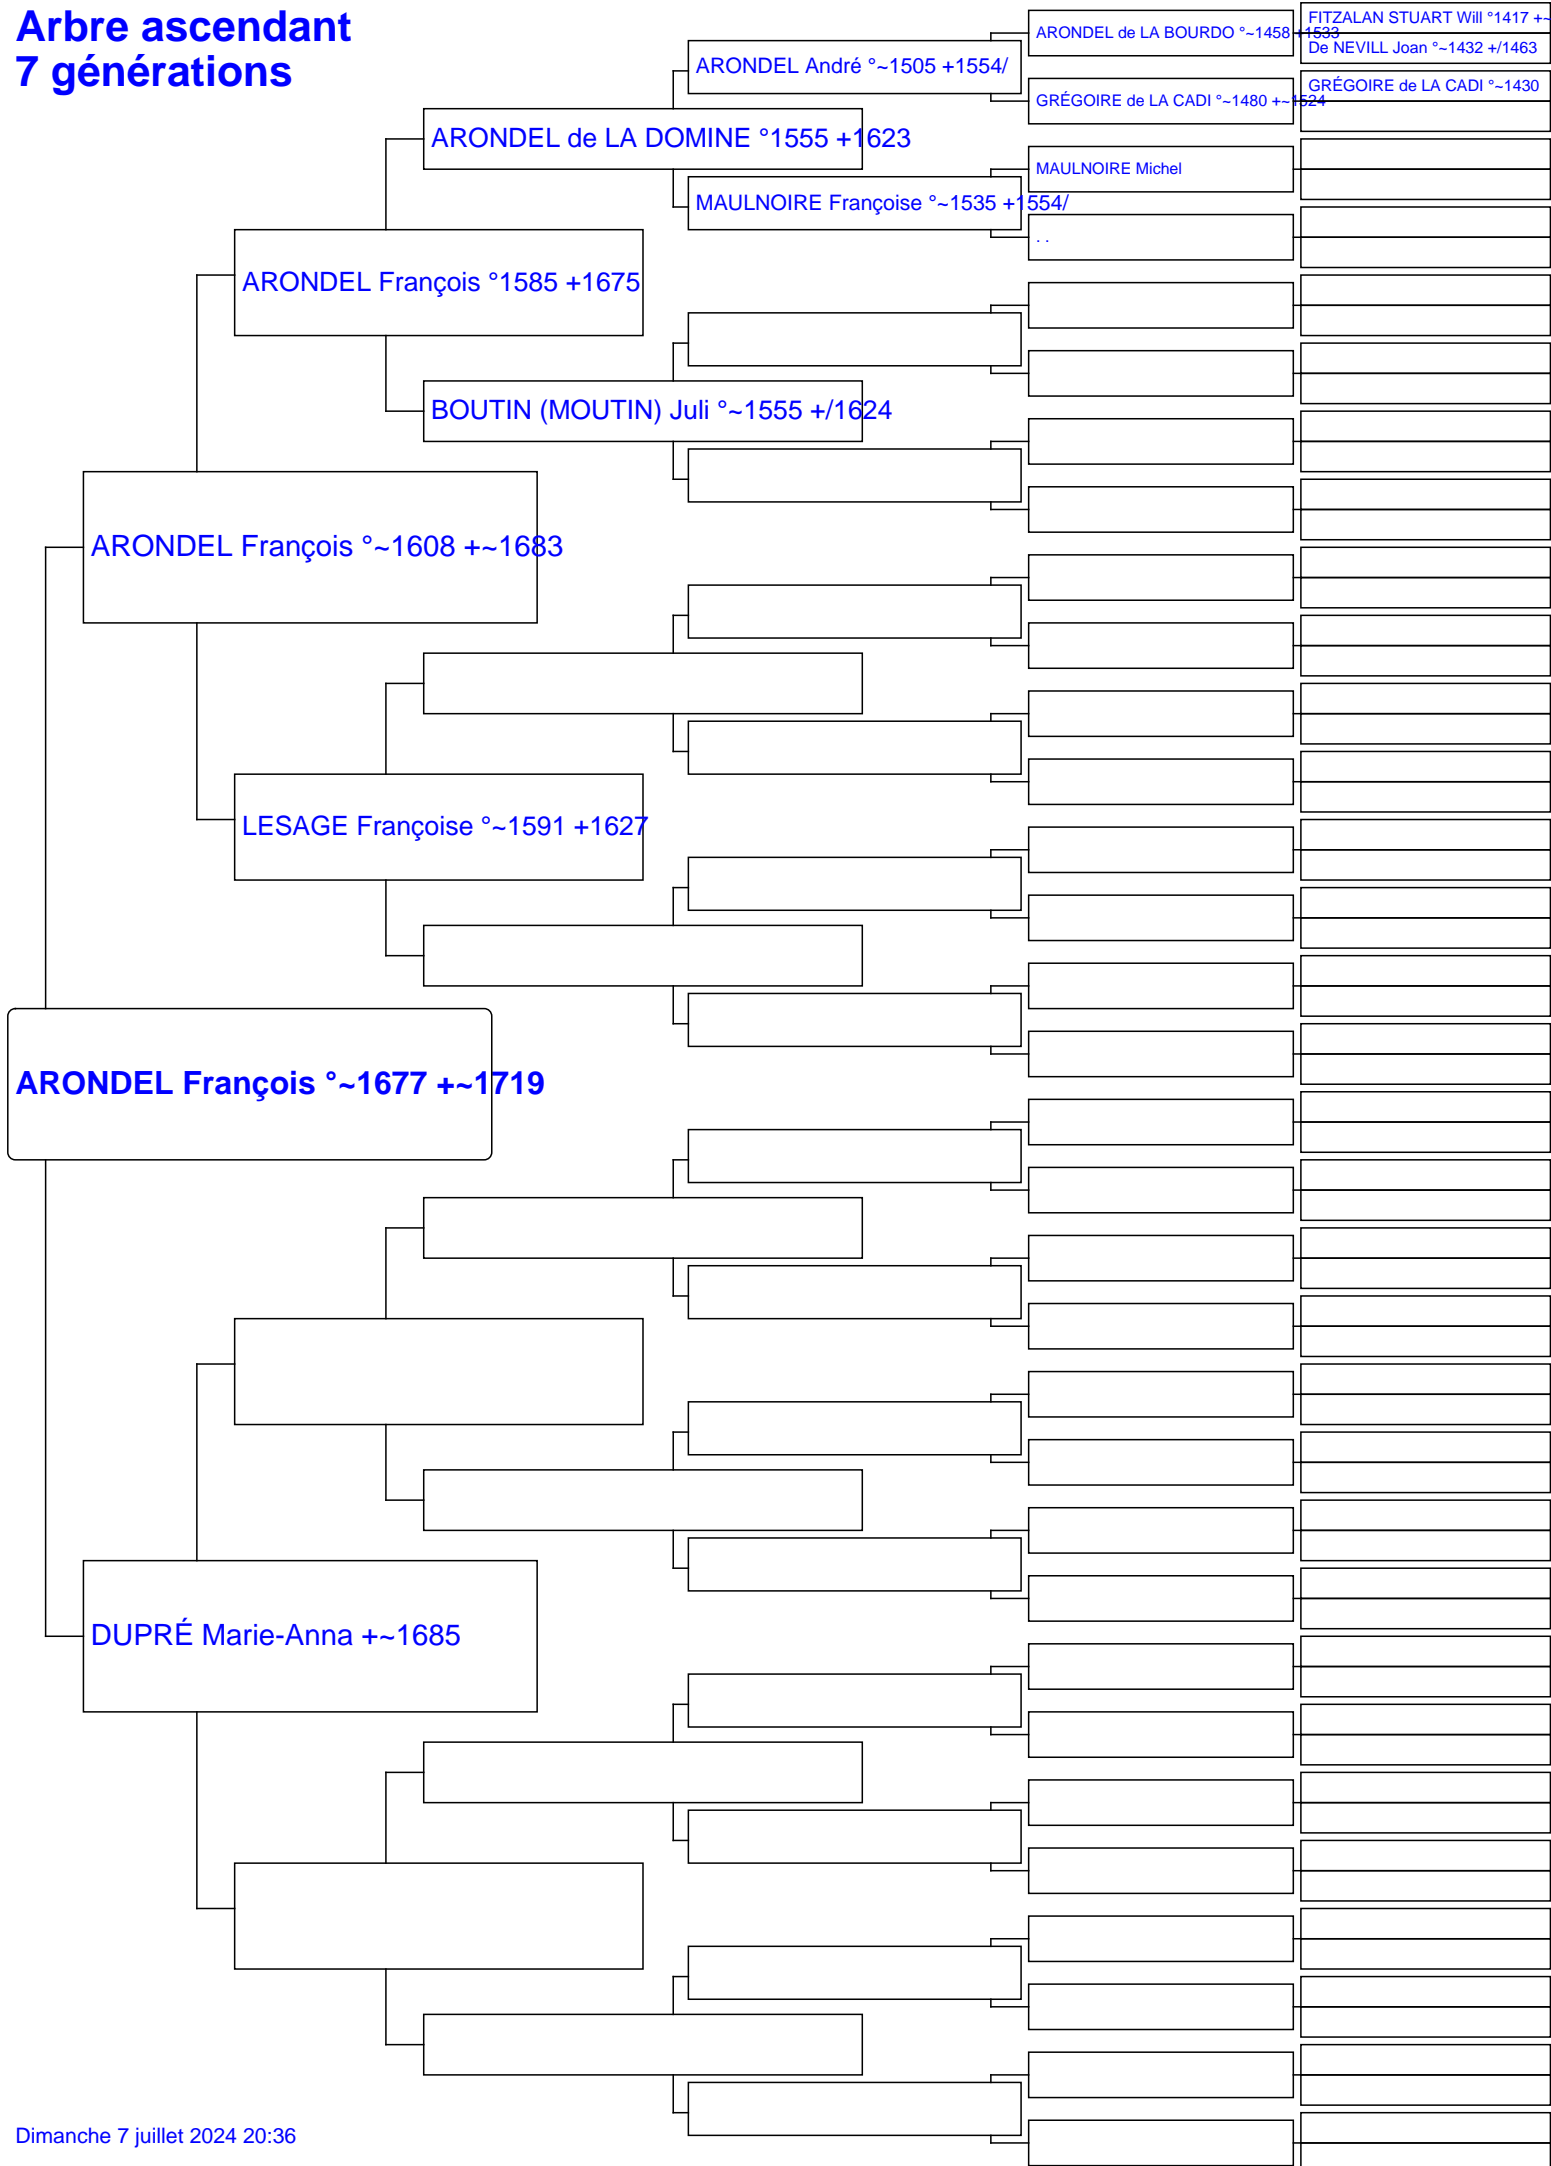 Arbre ascendant
7 générations
FITZALAN STUART Will °1417 +~
ARONDEL de LA BOURDO °~1458 +1533
De NEVILL Joan °~1432 +/1463
ARONDEL André °~1505 +1554/
GRÉGOIRE de LA CADI °~1430
GRÉGOIRE de LA CADI °~1480 +~1524
ARONDEL de LA DOMINE °1555 +1623
MAULNOIRE Michel
MAULNOIRE Françoise °~1535 +1554/
. .
ARONDEL François °1585 +1675
BOUTIN (MOUTIN) Juli °~1555 +/1624
ARONDEL François °~1608 +~1683
LESAGE Françoise °~1591 +1627
ARONDEL François °~1677 +~1719
DUPRÉ Marie-Anna +~1685
Dimanche 7 juillet 2024 20:36